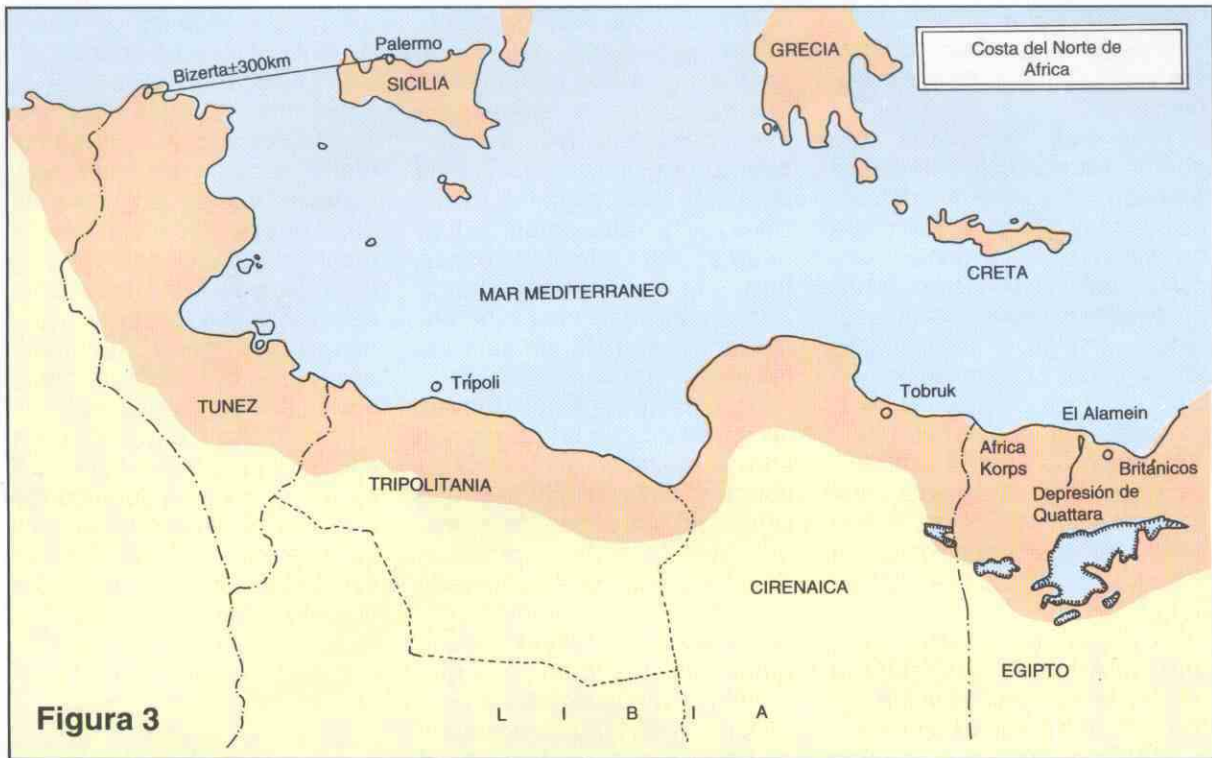 Palermo
GRECIA
Costa del Norte de
Africa
Bizerta±300km
SICILIA
CRETA
MAR MEDITERRANEO
Trípoli
Tobruk
El Alamein
TUNEZ
Africa
Korps
Británicos
TRIPOLITANIA
Depresión de
Quattara
CIRENAICA
EGIPTO
Figura 3
L I B I A